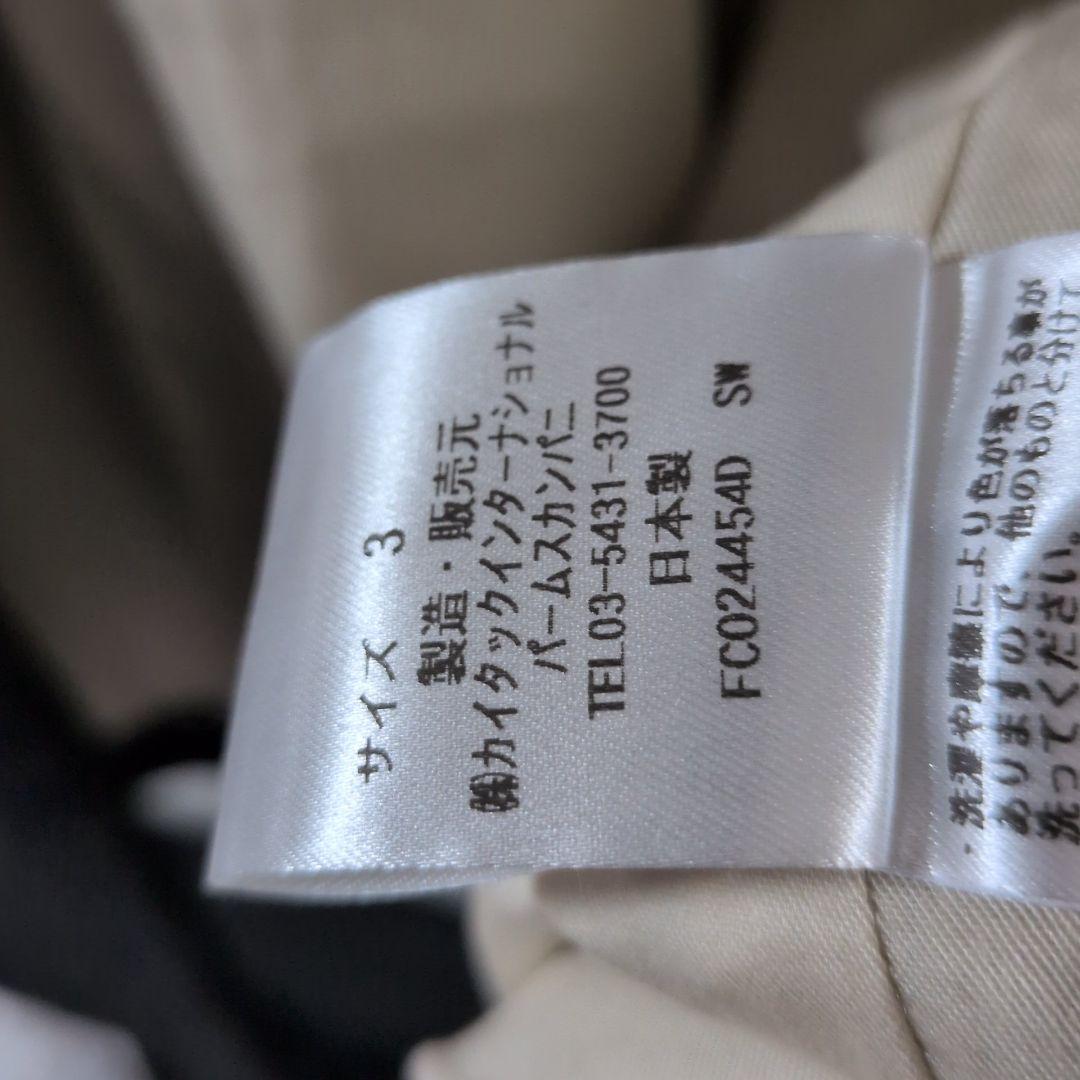 サイズ 3
製造・販売元
㈱カイタックインターナショナル
パームスカンパニ
TEL03-5431-3700
日本製
FC024454D SW
・洗濯や摩擦により色が落ちる事が
ありますので、他のものと分けて
洗ってください。